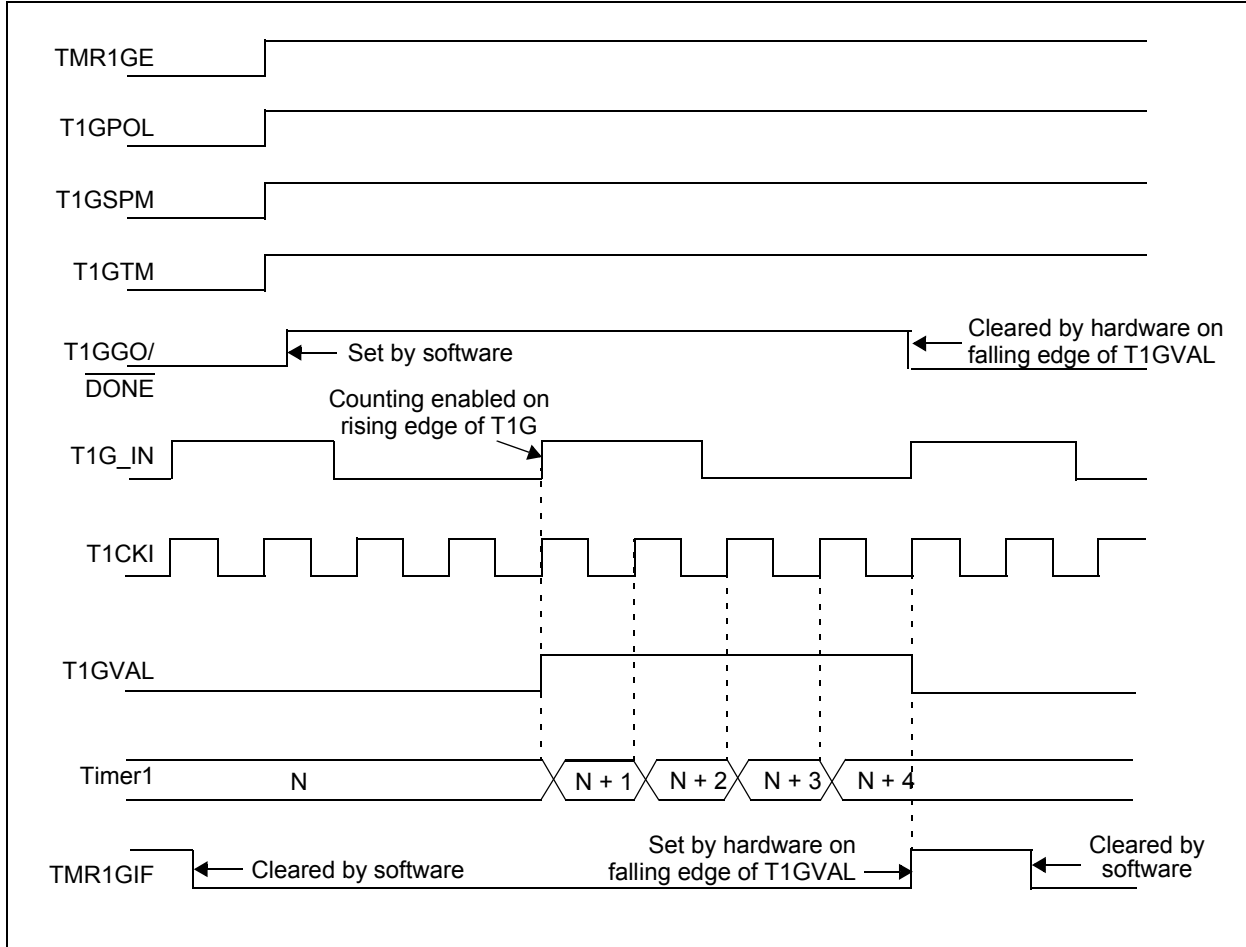 TMR1GE
T1GPOL
T1GSPM
T1GTM
T1GGO/
DONE
Set by software
Cleared by hardware on
falling edge of T1GVAL
Counting enabled on
rising edge of T1G
T1G_IN
T1CKI
T1GVAL
Timer1
N
N + 1
N + 2
N + 3
N + 4
TMR1GIF
Cleared by software
Set by hardware on
falling edge of T1GVAL
Cleared by
software